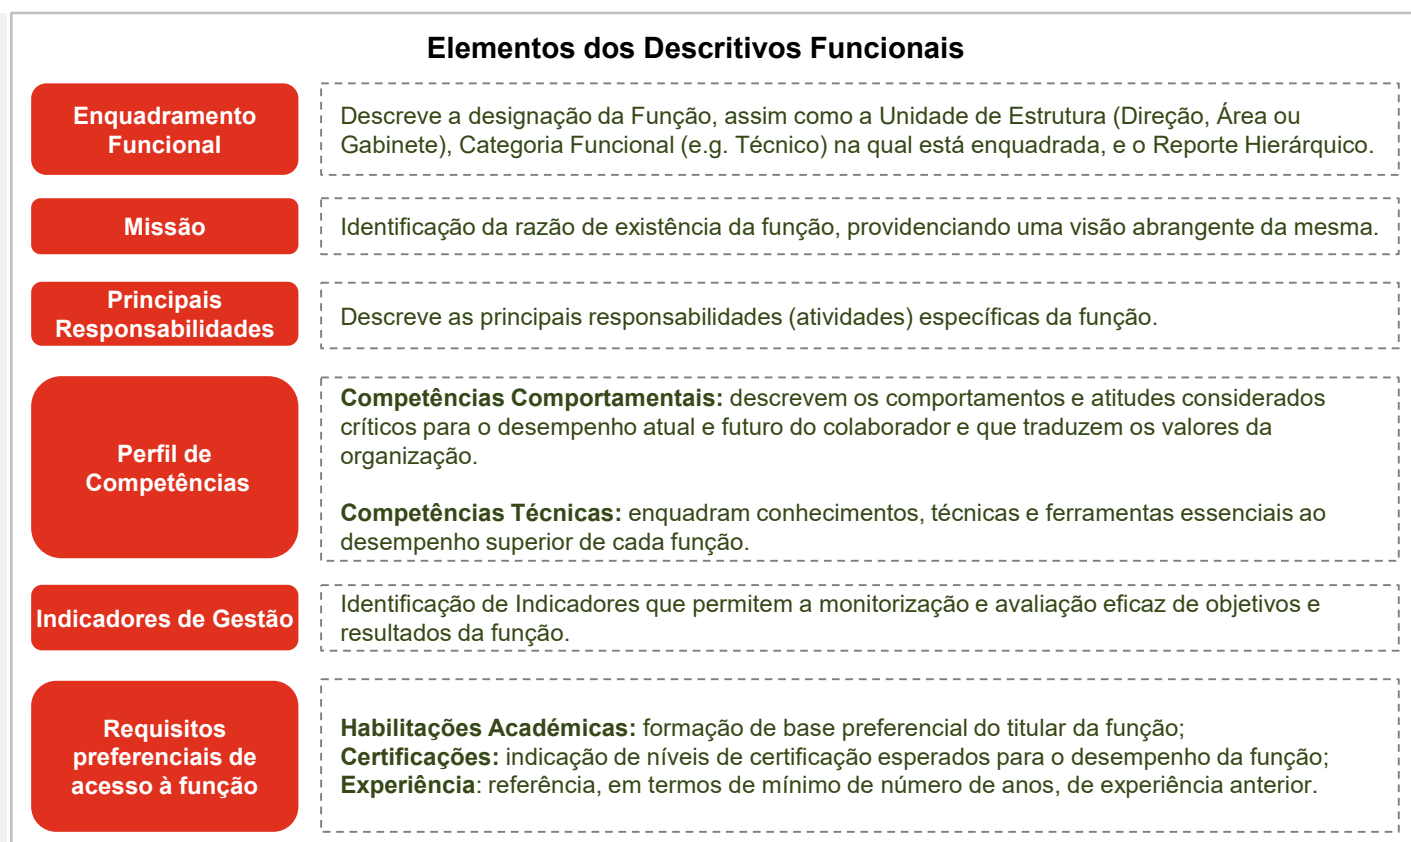 Elementos dos Descritivos Funcionais
Enquadramento
Funcional
Descreve a designação da Função, assim como a Unidade de Estrutura (Direção, Área ou
Gabinete), Categoria Funcional (e.g. Técnico) na qual está enquadrada, e o Reporte Hierárquico.
Missão
Identificação da razão de existência da função, providenciando uma visão abrangente da mesma.
Principais
Responsabilidades
Descreve as principais responsabilidades (atividades) específicas da função.
Perfil de
Competências
Competências Comportamentais: descrevem os comportamentos e atitudes considerados
críticos para o desempenho atual e futuro do colaborador e que traduzem os valores da
organização.
Competências Técnicas: enquadram conhecimentos, técnicas e ferramentas essenciais ao
desempenho superior de cada função.
Indicadores de Gestão
Identificação de Indicadores que permitem a monitorização e avaliação eficaz de objetivos e
resultados da função.
Requisitos
preferenciais de
acesso à função
Habilitações Académicas: formação de base preferencial do titular da função;
Certificações: indicação de níveis de certificação esperados para o desempenho da função;
Experiência: referência, em termos de mínimo de número de anos, de experiência anterior.